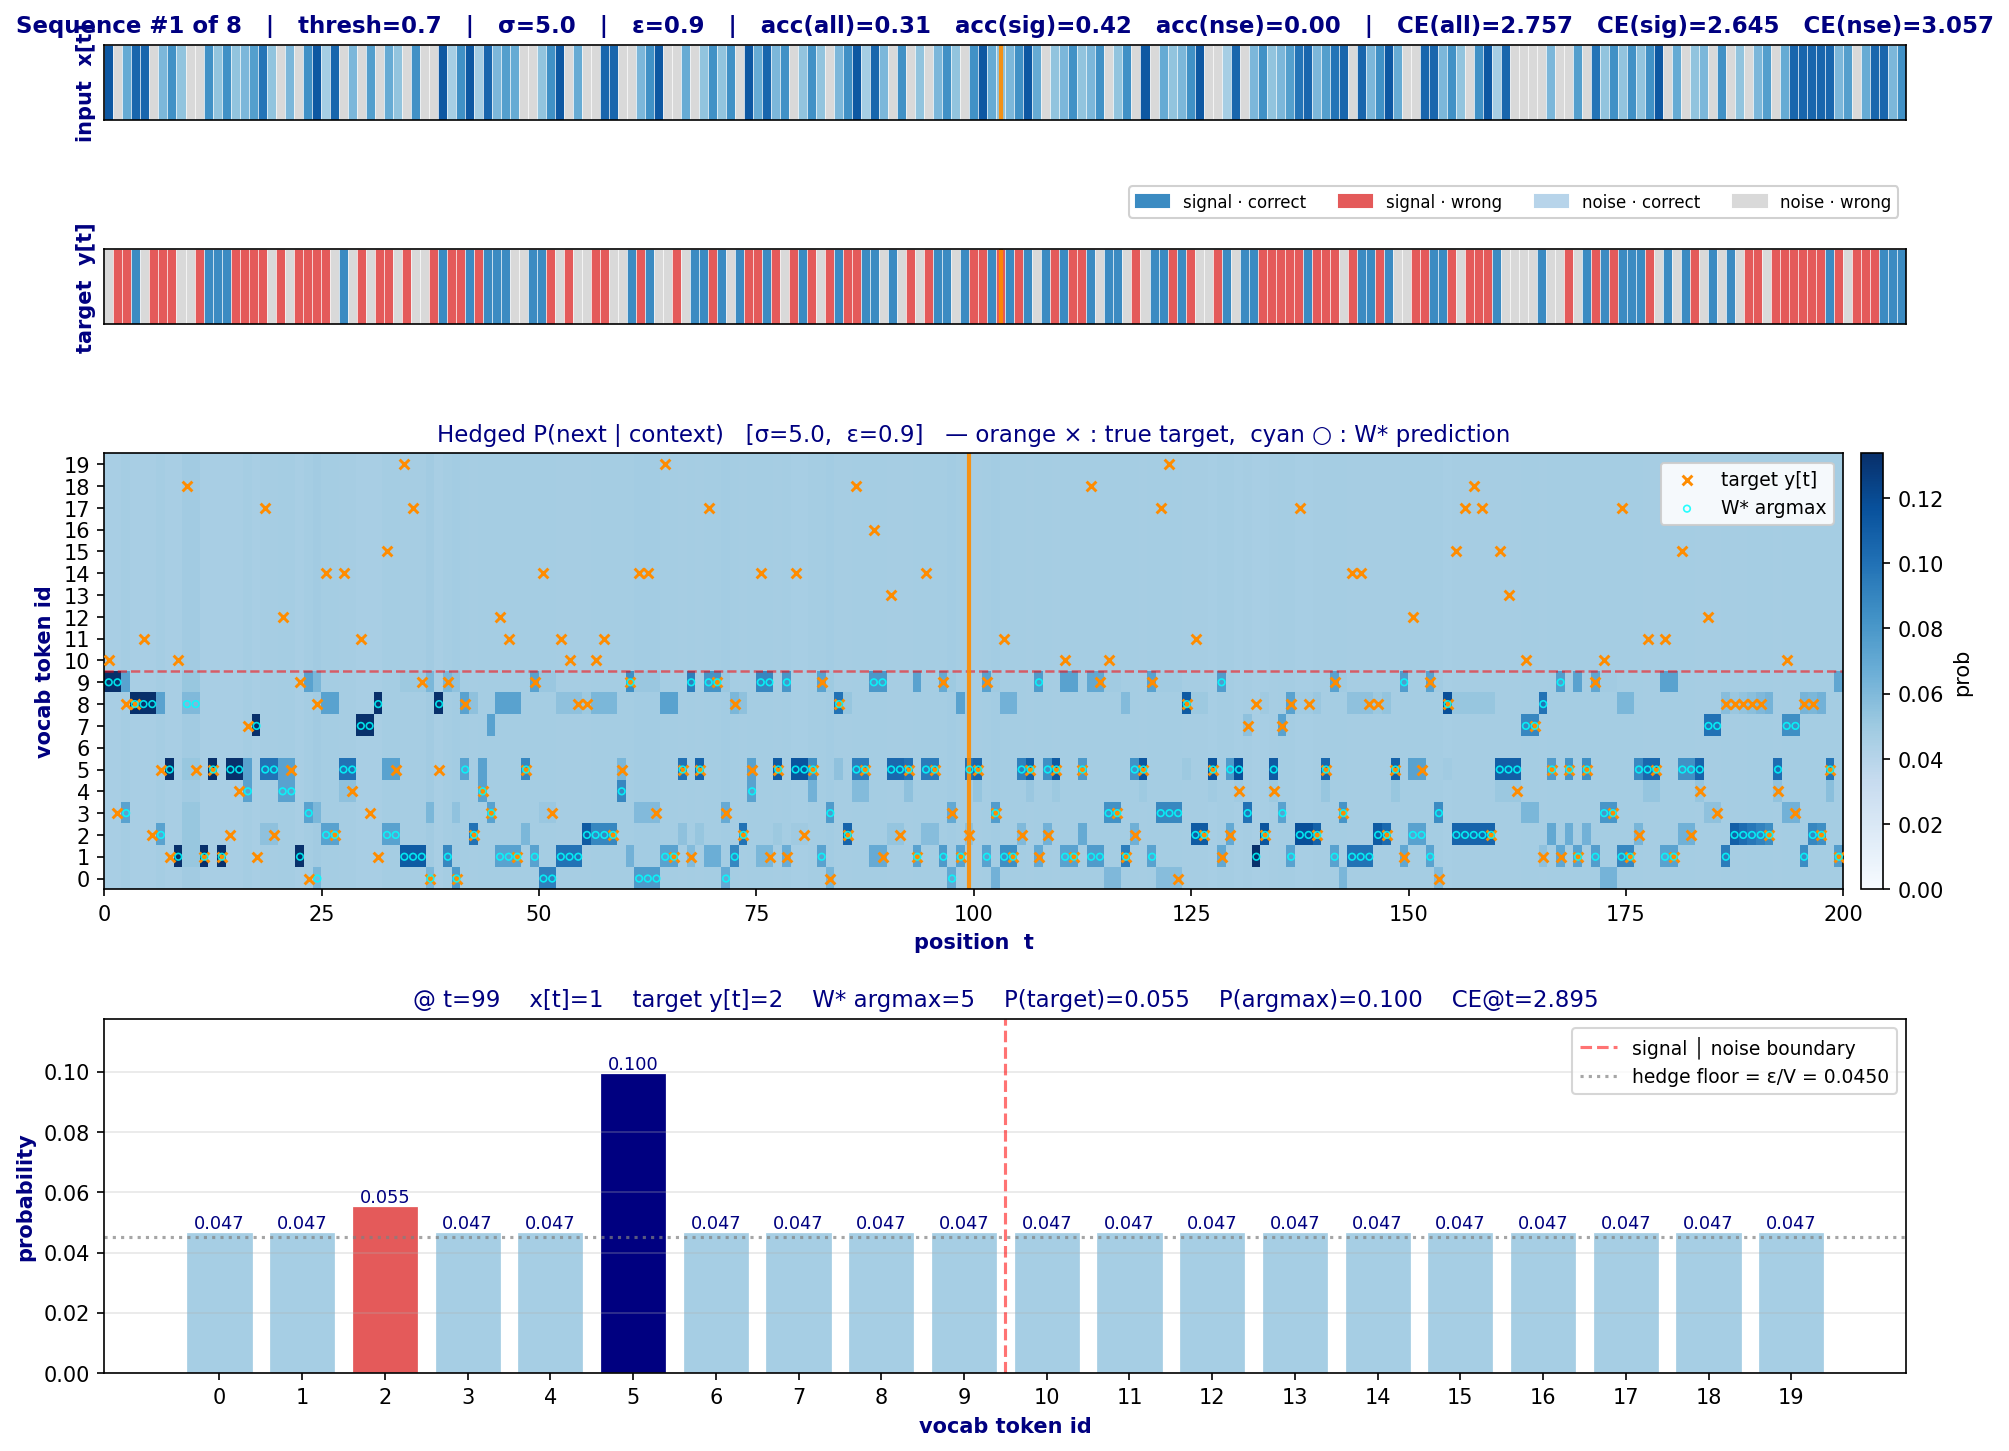 Sequence #1 of 8 | thresh=0.7 | σ=5.0 | ε=0.9 | acc(all)=0.31 acc(sig)=0.42 acc(nse)=0.00 | CE(all)=2.757 CE(sig)=2.645 CE(nse)=3.057
input x[t]
signal · correct signal · wrong noise · correct noise · wrong
target y[t]
Hedged P(next | context) [σ=5.0, ε=0.9] — orange × : true target, cyan ○ : W* prediction
target y[t]
W* argmax
vocab token id
19
18
17
16
15
14
13
12
11
10
9
8
7
6
5
4
3
2
1
0
0 25 50 75 100 125 150 175 200
position t
0.12
0.10
0.08
0.06
0.04
0.02
0.00
prob
@ t=99 x[t]=1 target y[t]=2 W* argmax=5 P(target)=0.055 P(argmax)=0.100 CE@t=2.895
signal │ noise boundary
hedge floor = ε/V = 0.0450
probability
0.10
0.08
0.06
0.04
0.02
0.00
0.047 0.047 0.055 0.047 0.047 0.100 0.047 0.047 0.047 0.047 0.047 0.047 0.047 0.047 0.047 0.047 0.047 0.047 0.047 0.047
0 1 2 3 4 5 6 7 8 9 10 11 12 13 14 15 16 17 18 19
vocab token id